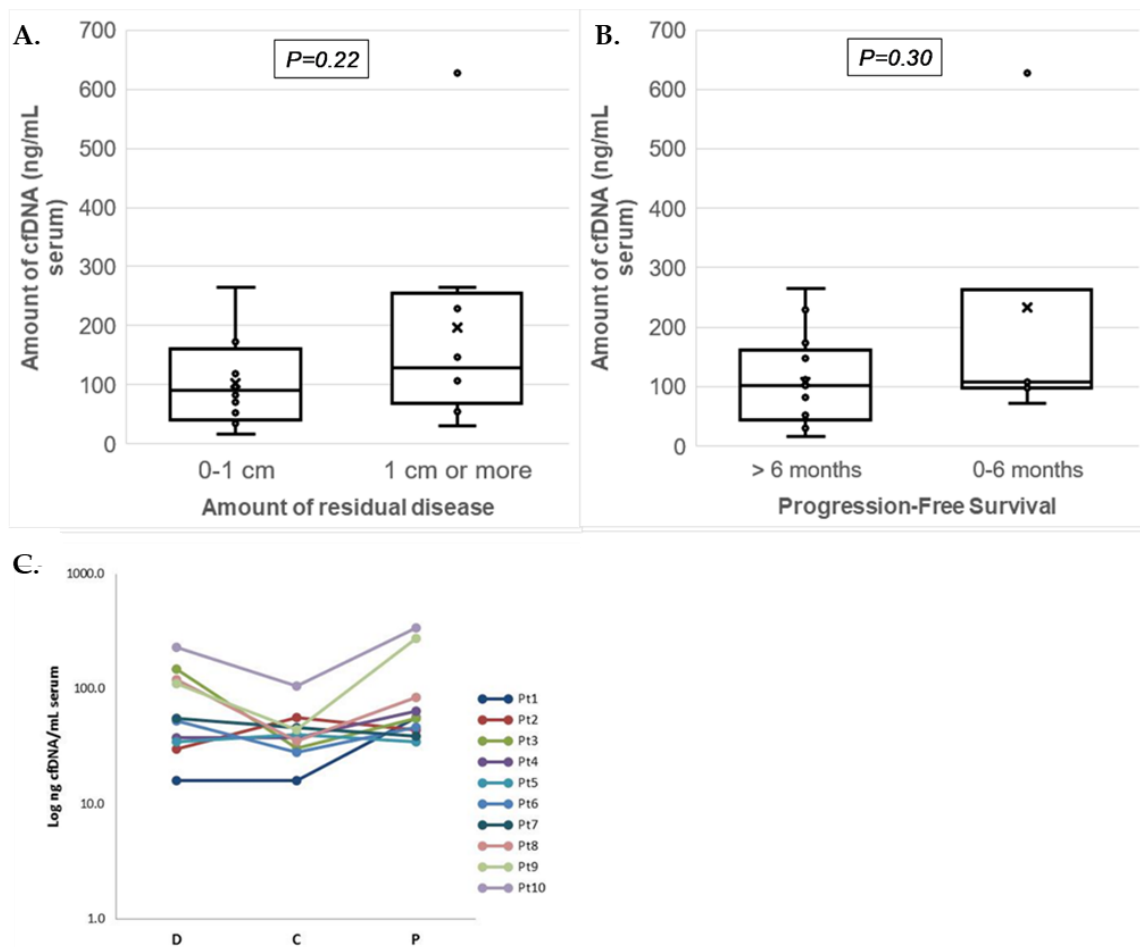 A.
700
600
500
400
300
200
100
0
Amount of cfDNA (ng/mL
serum)
P=0.22
0-1 cm
1 cm or more
Amount of residual disease
B.
700
600
500
400
300
200
100
0
Amount of cfDNA (ng/mL
serum)
P=0.30
> 6 months
0-6 months
Progression-Free Survival
C.
1000.0
100.0
10.0
1.0
Log ng cfDNA/mL serum
D
C
P
Pt1
Pt2
Pt3
Pt4
Pt5
Pt6
Pt7
Pt8
Pt9
Pt10